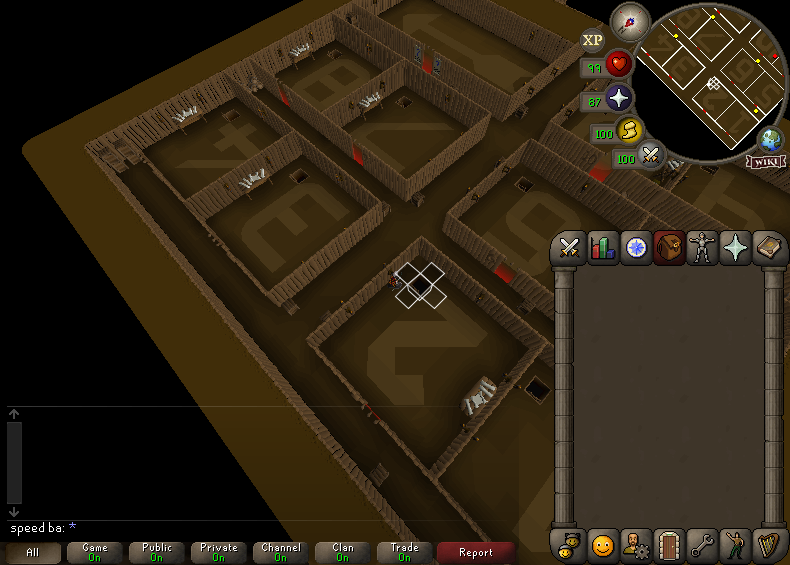 XP
99
87
100
100
WIKI
speed ba: *
All
Game
On
Public
On
Private
On
Channel
On
Clan
On
Trade
On
Report